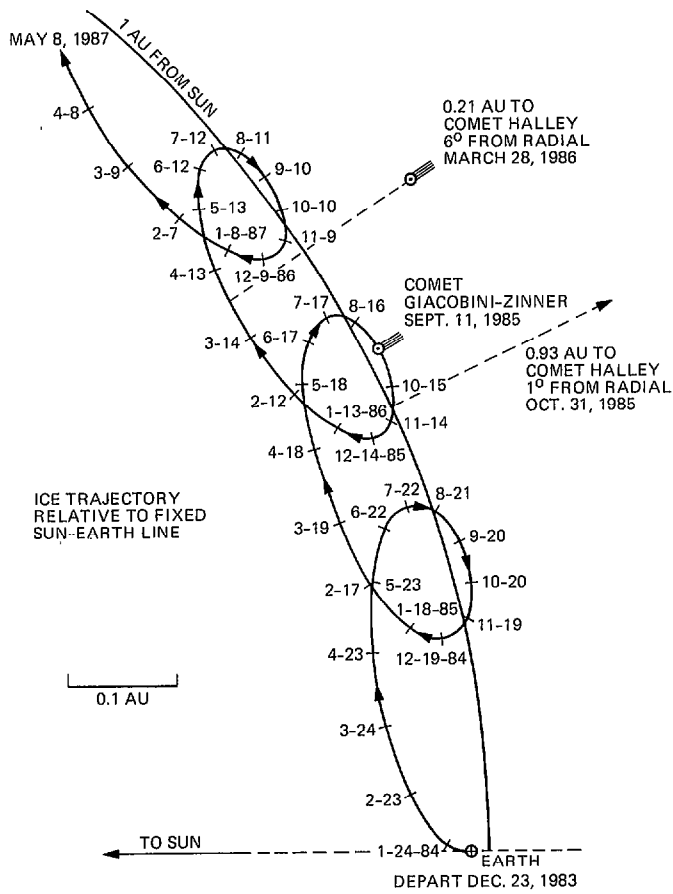 MAY 8, 1987
1 AU FROM SUN
4-8
3-9
2-7
7-12
8-11
6-12
9-10
5-13
10-10
1-8-87
11-9
4-13
12-9-86
0.21 AU TO
COMET HALLEY
6° FROM RADIAL
MARCH 28, 1986
COMET
GIACOBINI-ZINNER
SEPT. 11, 1985
7-17
8-16
3-14
6-17
0.93 AU TO
COMET HALLEY
1° FROM RADIAL
OCT. 31, 1985
5-18
10-15
2-12
1-13-86
11-14
4-18
12-14-85
ICE TRAJECTORY
RELATIVE TO FIXED
SUN-EARTH LINE
7-22
8-21
6-22
3-19
9-20
2-17
5-23
10-20
1-18-85
11-19
4-23
12-19-84
0.1 AU
3-24
2-23
TO SUN
1-24-84
EARTH
DEPART DEC. 23, 1983